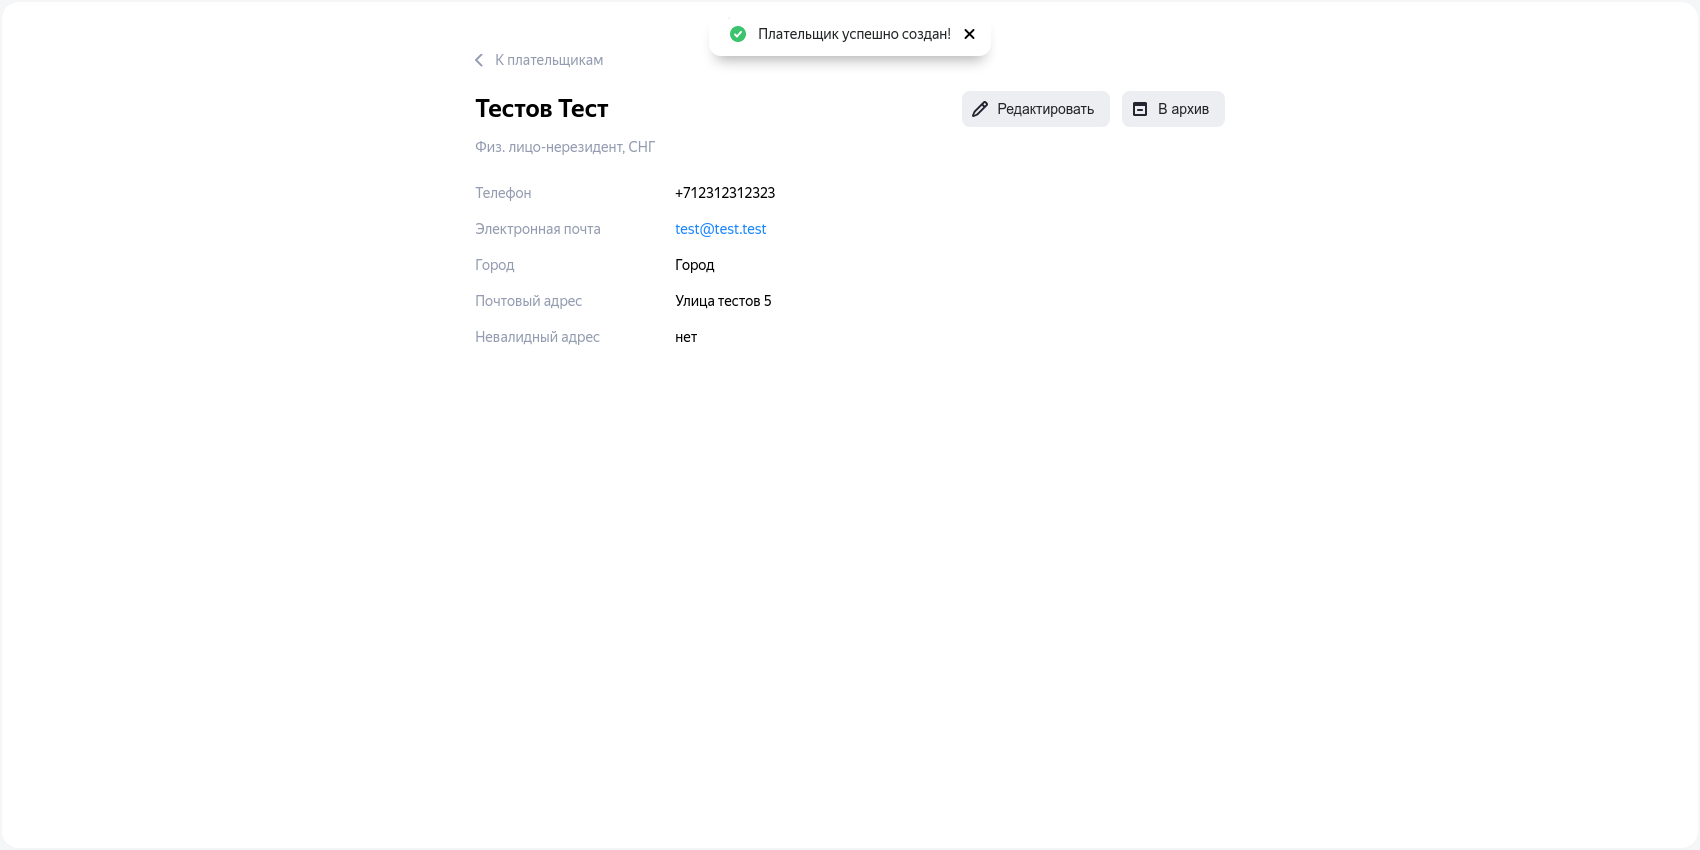 Плательщик успешно создан!
К плательщикам
Тестов Тест
Редактировать
В архив
Физ. лицо-нерезидент, СНГ
Телефон +712312312323
Электронная почта test@test.test
Город Город
Почтовый адрес Улица тестов 5
Невалидный адрес нет